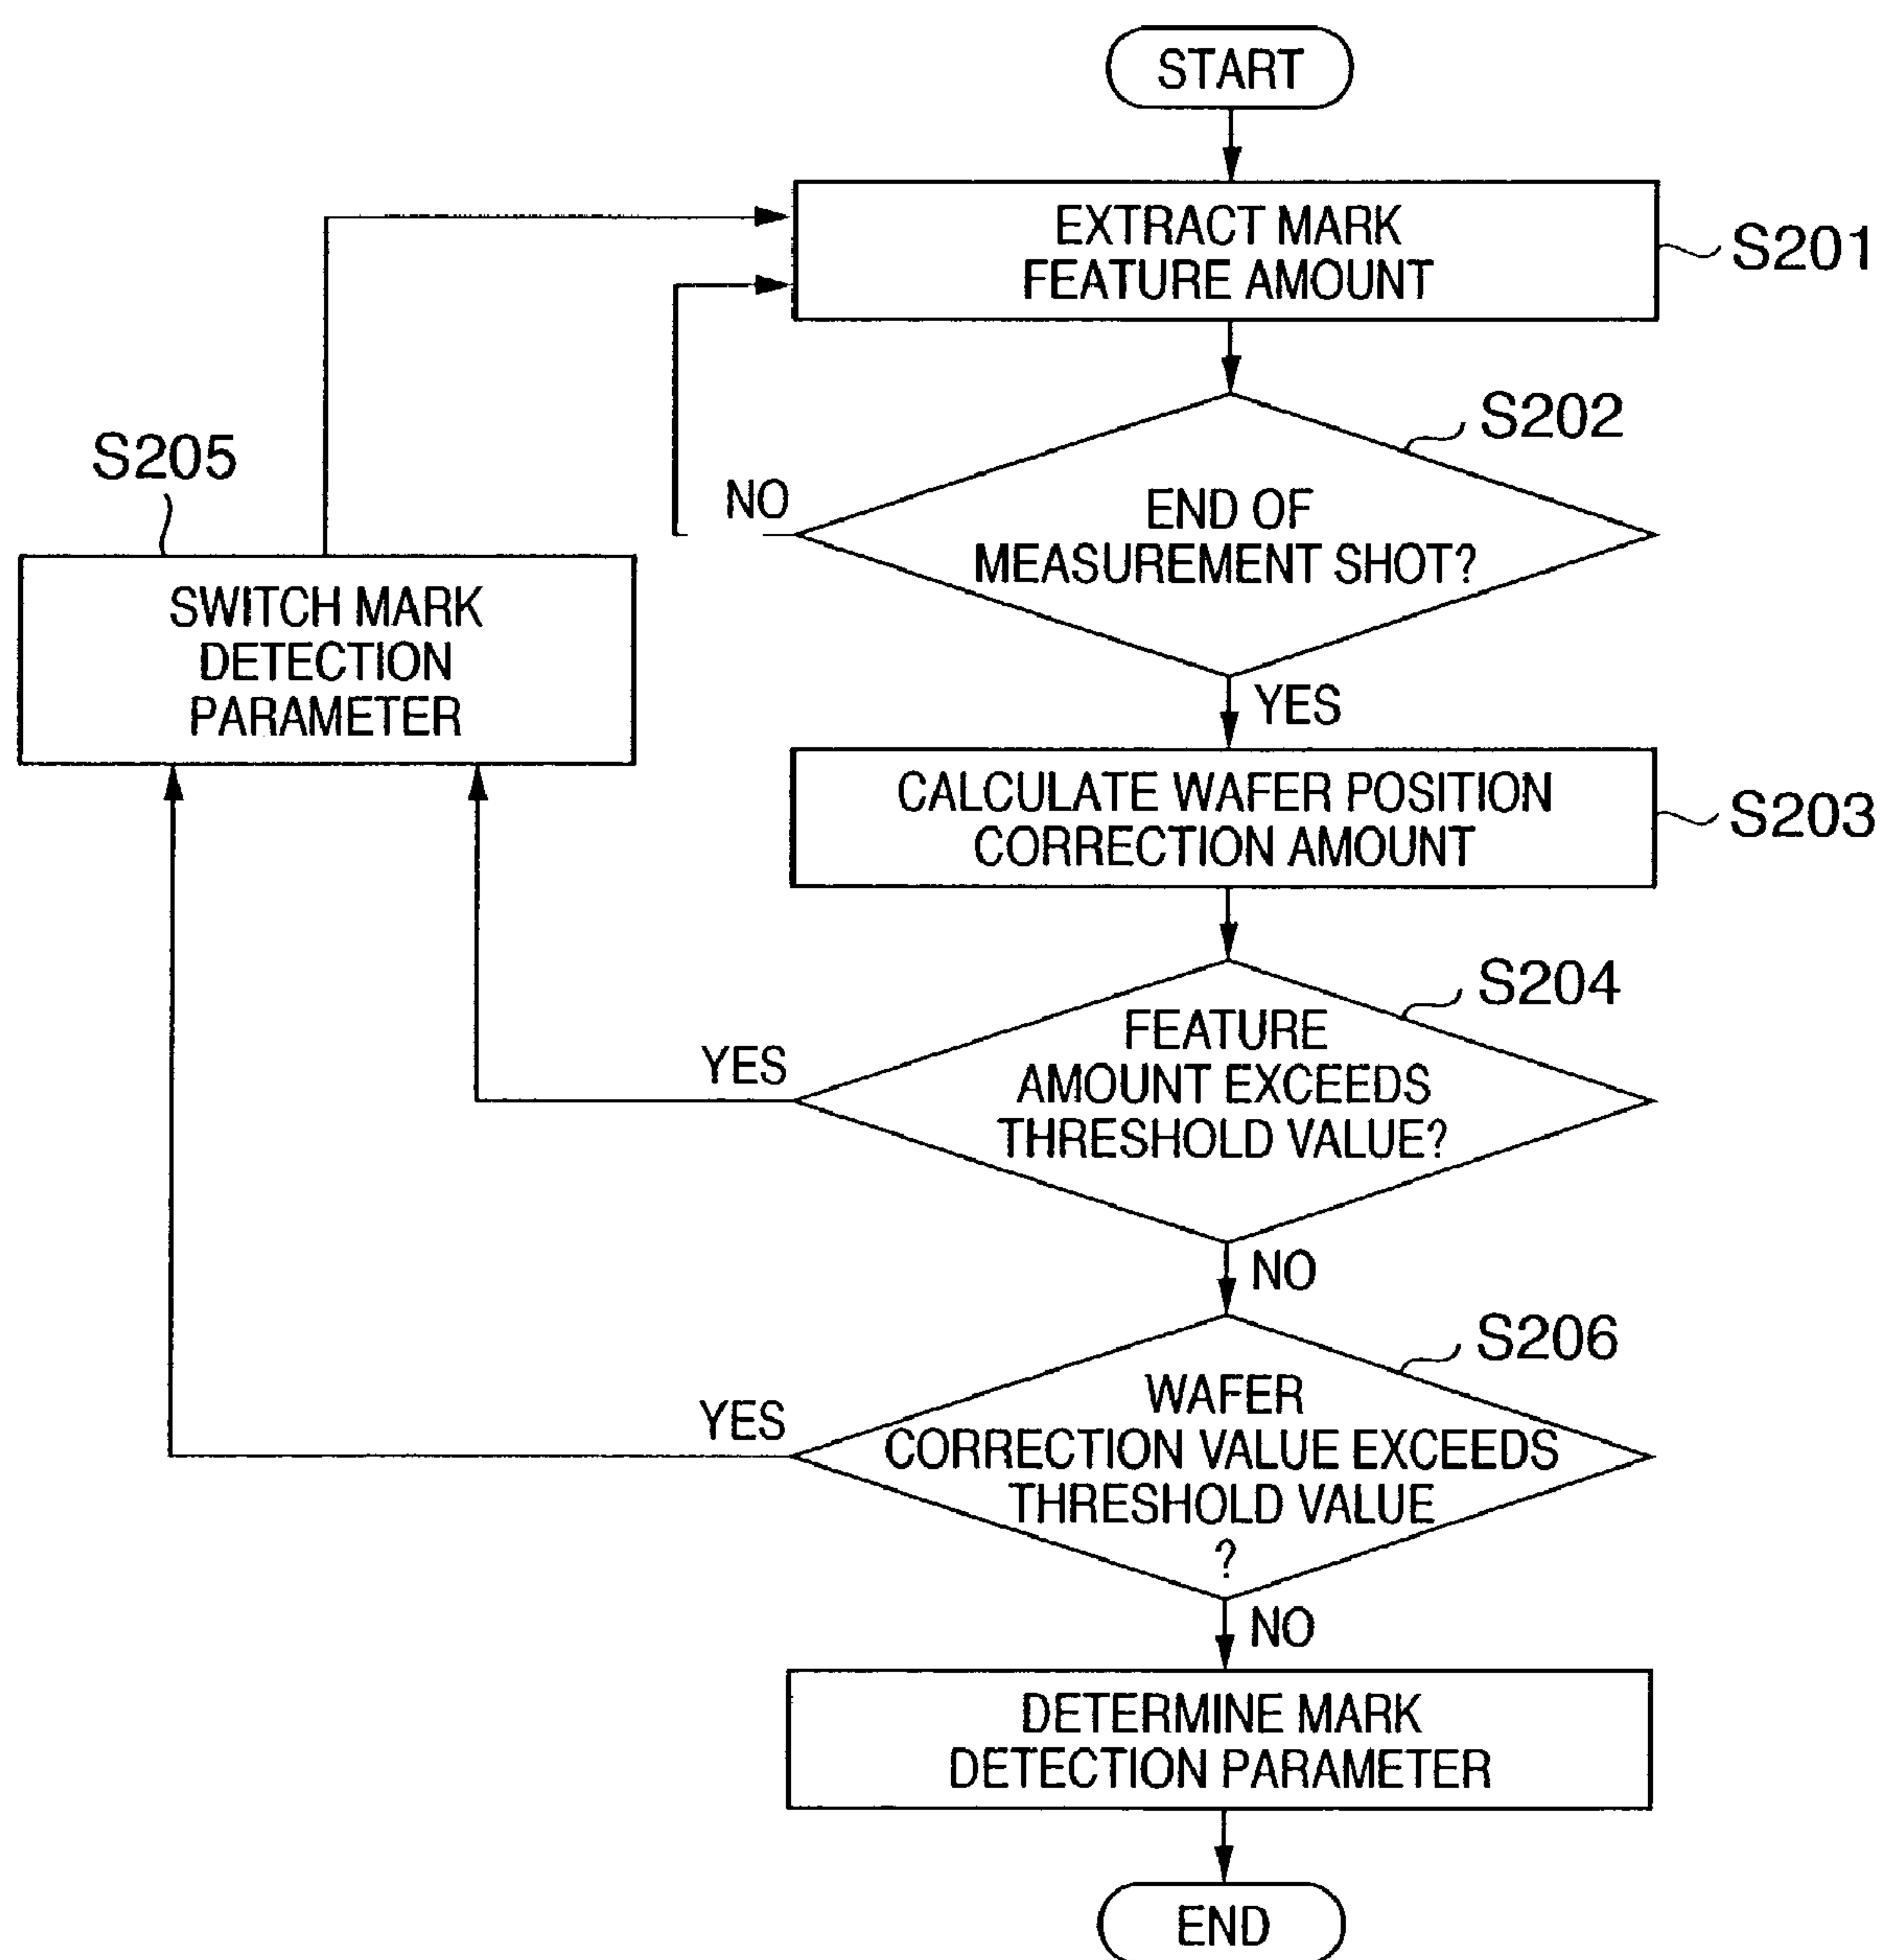 START
EXTRACT MARK
FEATURE AMOUNT
S201
S202
NO
END OF
MEASUREMENT SHOT?
YES
S205
SWITCH MARK
DETECTION
PARAMETER
CALCULATE WAFER POSITION
CORRECTION AMOUNT
S203
S204
YES
FEATURE
AMOUNT EXCEEDS
THRESHOLD VALUE?
NO
S206
YES
WAFER
CORRECTION VALUE EXCEEDS
THRESHOLD VALUE
?
NO
DETERMINE MARK
DETECTION PARAMETER
END